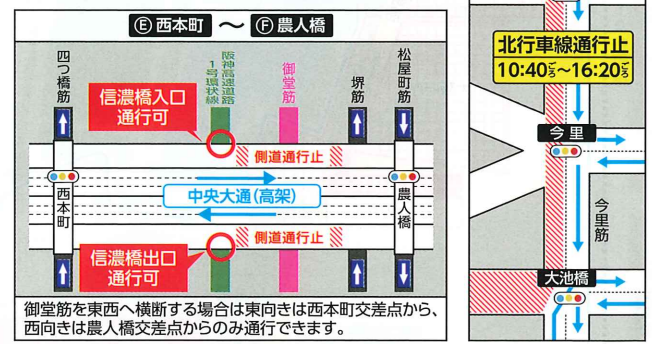 Ⓔ 西本町 ～ Ⓕ 農人橋
四つ橋筋
阪神高速道路
1号環状線
御堂筋
堺筋
松屋町筋
信濃橋入口
通行可
側道通行止
西本町
中央大通（高架）
農人橋
信濃橋出口
通行可
側道通行止
御堂筋を東西へ横断する場合は東向きは西本町交差点から、
西向きは農人橋交差点からのみ通行できます。
北行車線通行止
10:40ごろ～16:20ごろ
今里
今里筋
大池橋